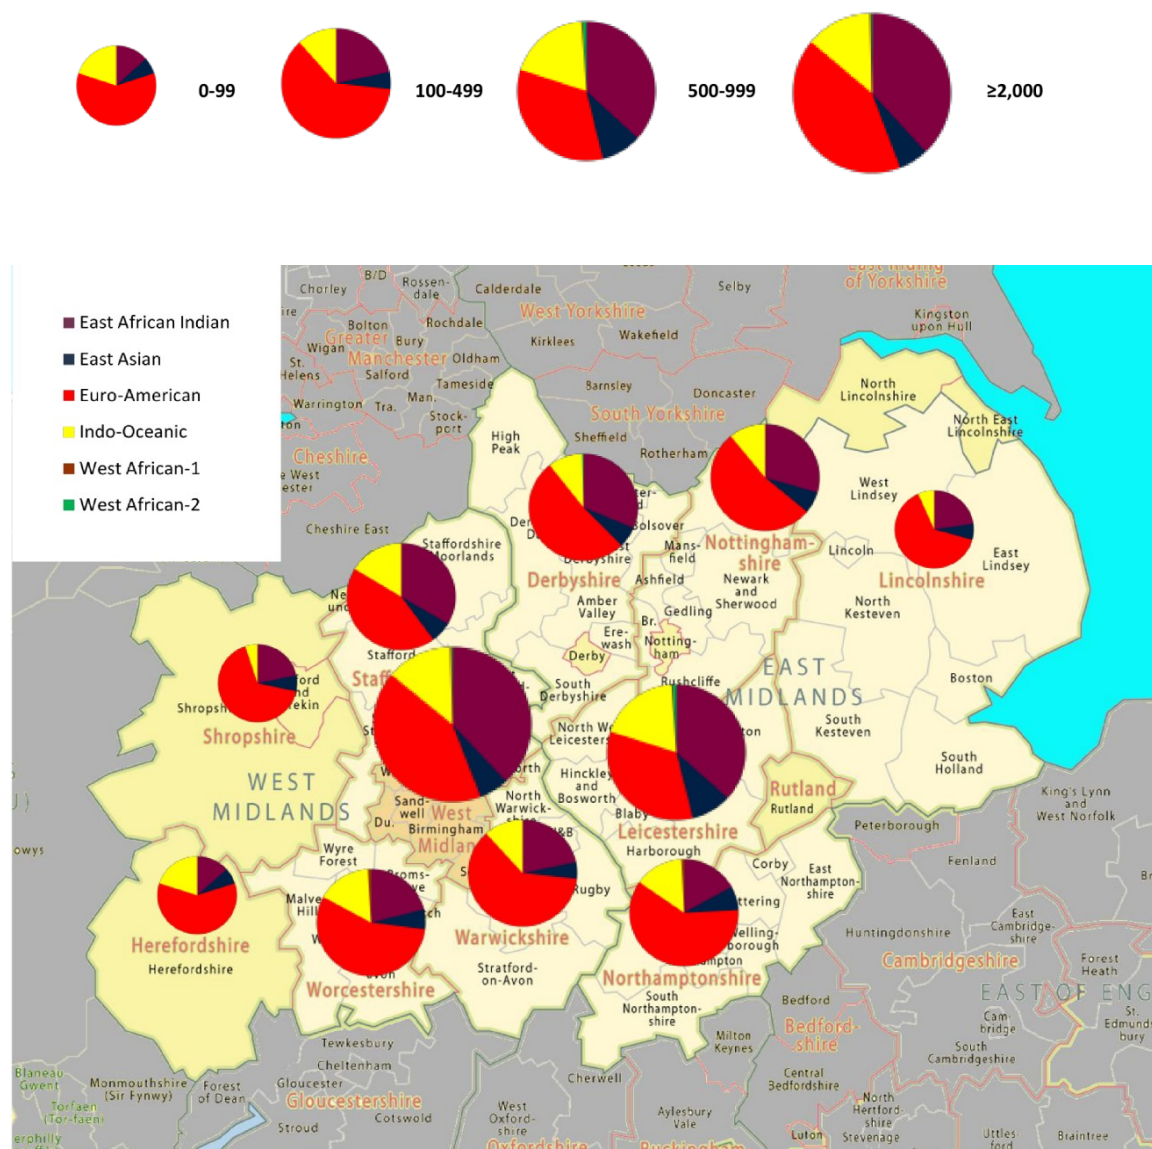 0-99
100-499
500-999
≥2,000
East African Indian
East Asian
Euro-American
Indo-Oceanic
West African-1
West African-2
B/D
Rossen-
dale
Chorley
Calderdale
Selby
of Yorkshire
West Yorkshire
Kingston
upon Hull
Bolton
Rochdale
Greater
Bury
Wigan
Manchester
Oldham
Kirklees
Wakefield
St.
Helens
Salford
Tameside
Barnsley
Doncaster
North
Lincolnshire
Warrington
Tra.
Man.
Stock-
port
South Yorkshire
North East
Lincolnshire
High
Peak
Sheffield
Rotherham
Cheshire
West
Lindsey
Cheshire East
Staffordshire
Moorlands
Bolsover
Mans-
field
Nottingham-
shire
Lincoln
East
Lindsey
Derbyshire
Lincolnshire
Ashfield
Newark
and
Sherwood
North
Kesteven
Amber
Valley
Gedling
Br.
Ere-
wash
Notting-
ham
Stafford
Derby
EAST
MIDLANDS
South
Derbyshire
Rushcliffe
Boston
Shropshire
South
Kesteven
WEST
MIDLANDS
Hinckley
and
Bosworth
South
Holland
Rutland
Rutland
Sand-
well
North
Warwick-
Du.
West
Birmingham
Blaby
Leicestershire
King's Lynn
and
West Norfolk
Peterborough
Wyre
Forest
Harborough
Corby
East
Northampton-
shire
Fenland
Rugby
Herefordshire
Herefordshire
Warwickshire
East
Cambridge-
shire
Huntingdonshire
Stratford-
on-Avon
Worcestershire
Northamptonshire
Cambridgeshire
Forest
Heath
South
Northampton-
shire
Bedford
EAST OF ENG
Cam-
bridge
St.
Edmunds
bury
Bedford-
shire
Milton
Keynes
Tewkesbury
South
Cambridgeshire
Cheltenham
Cherwell
Central
Bedfordshire
Blaenau-
Gwent
Monmouthshire
(Sir Fynwy)
Forest
of Dean
Gloucester
Gloucestershire
Cotswold
Torfaen
(Tor-faen)
Stroud
West
Oxford-
shire
Aylesbury
Vale
North
Hertford-
shire
Stevenage
Luton
Uttles-
ford
Braintree
Oxfordshire